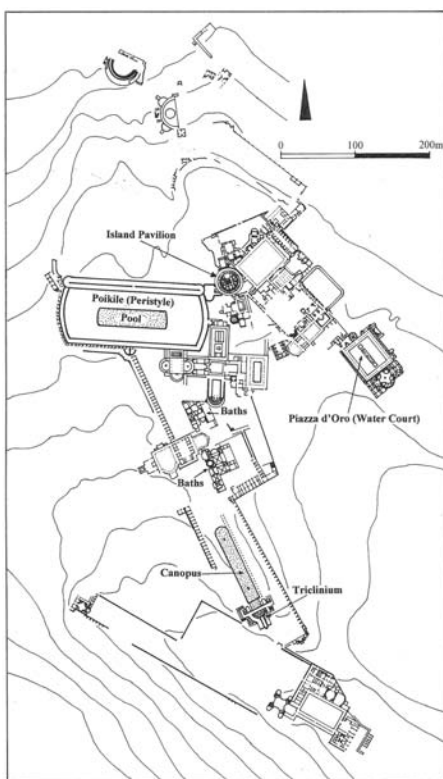 0 100 200m
Island Pavilion
Poikile (Peristyle)
Pool
Piazza d'Oro (Water Court)
Baths
Baths
Canopus
Triclinium